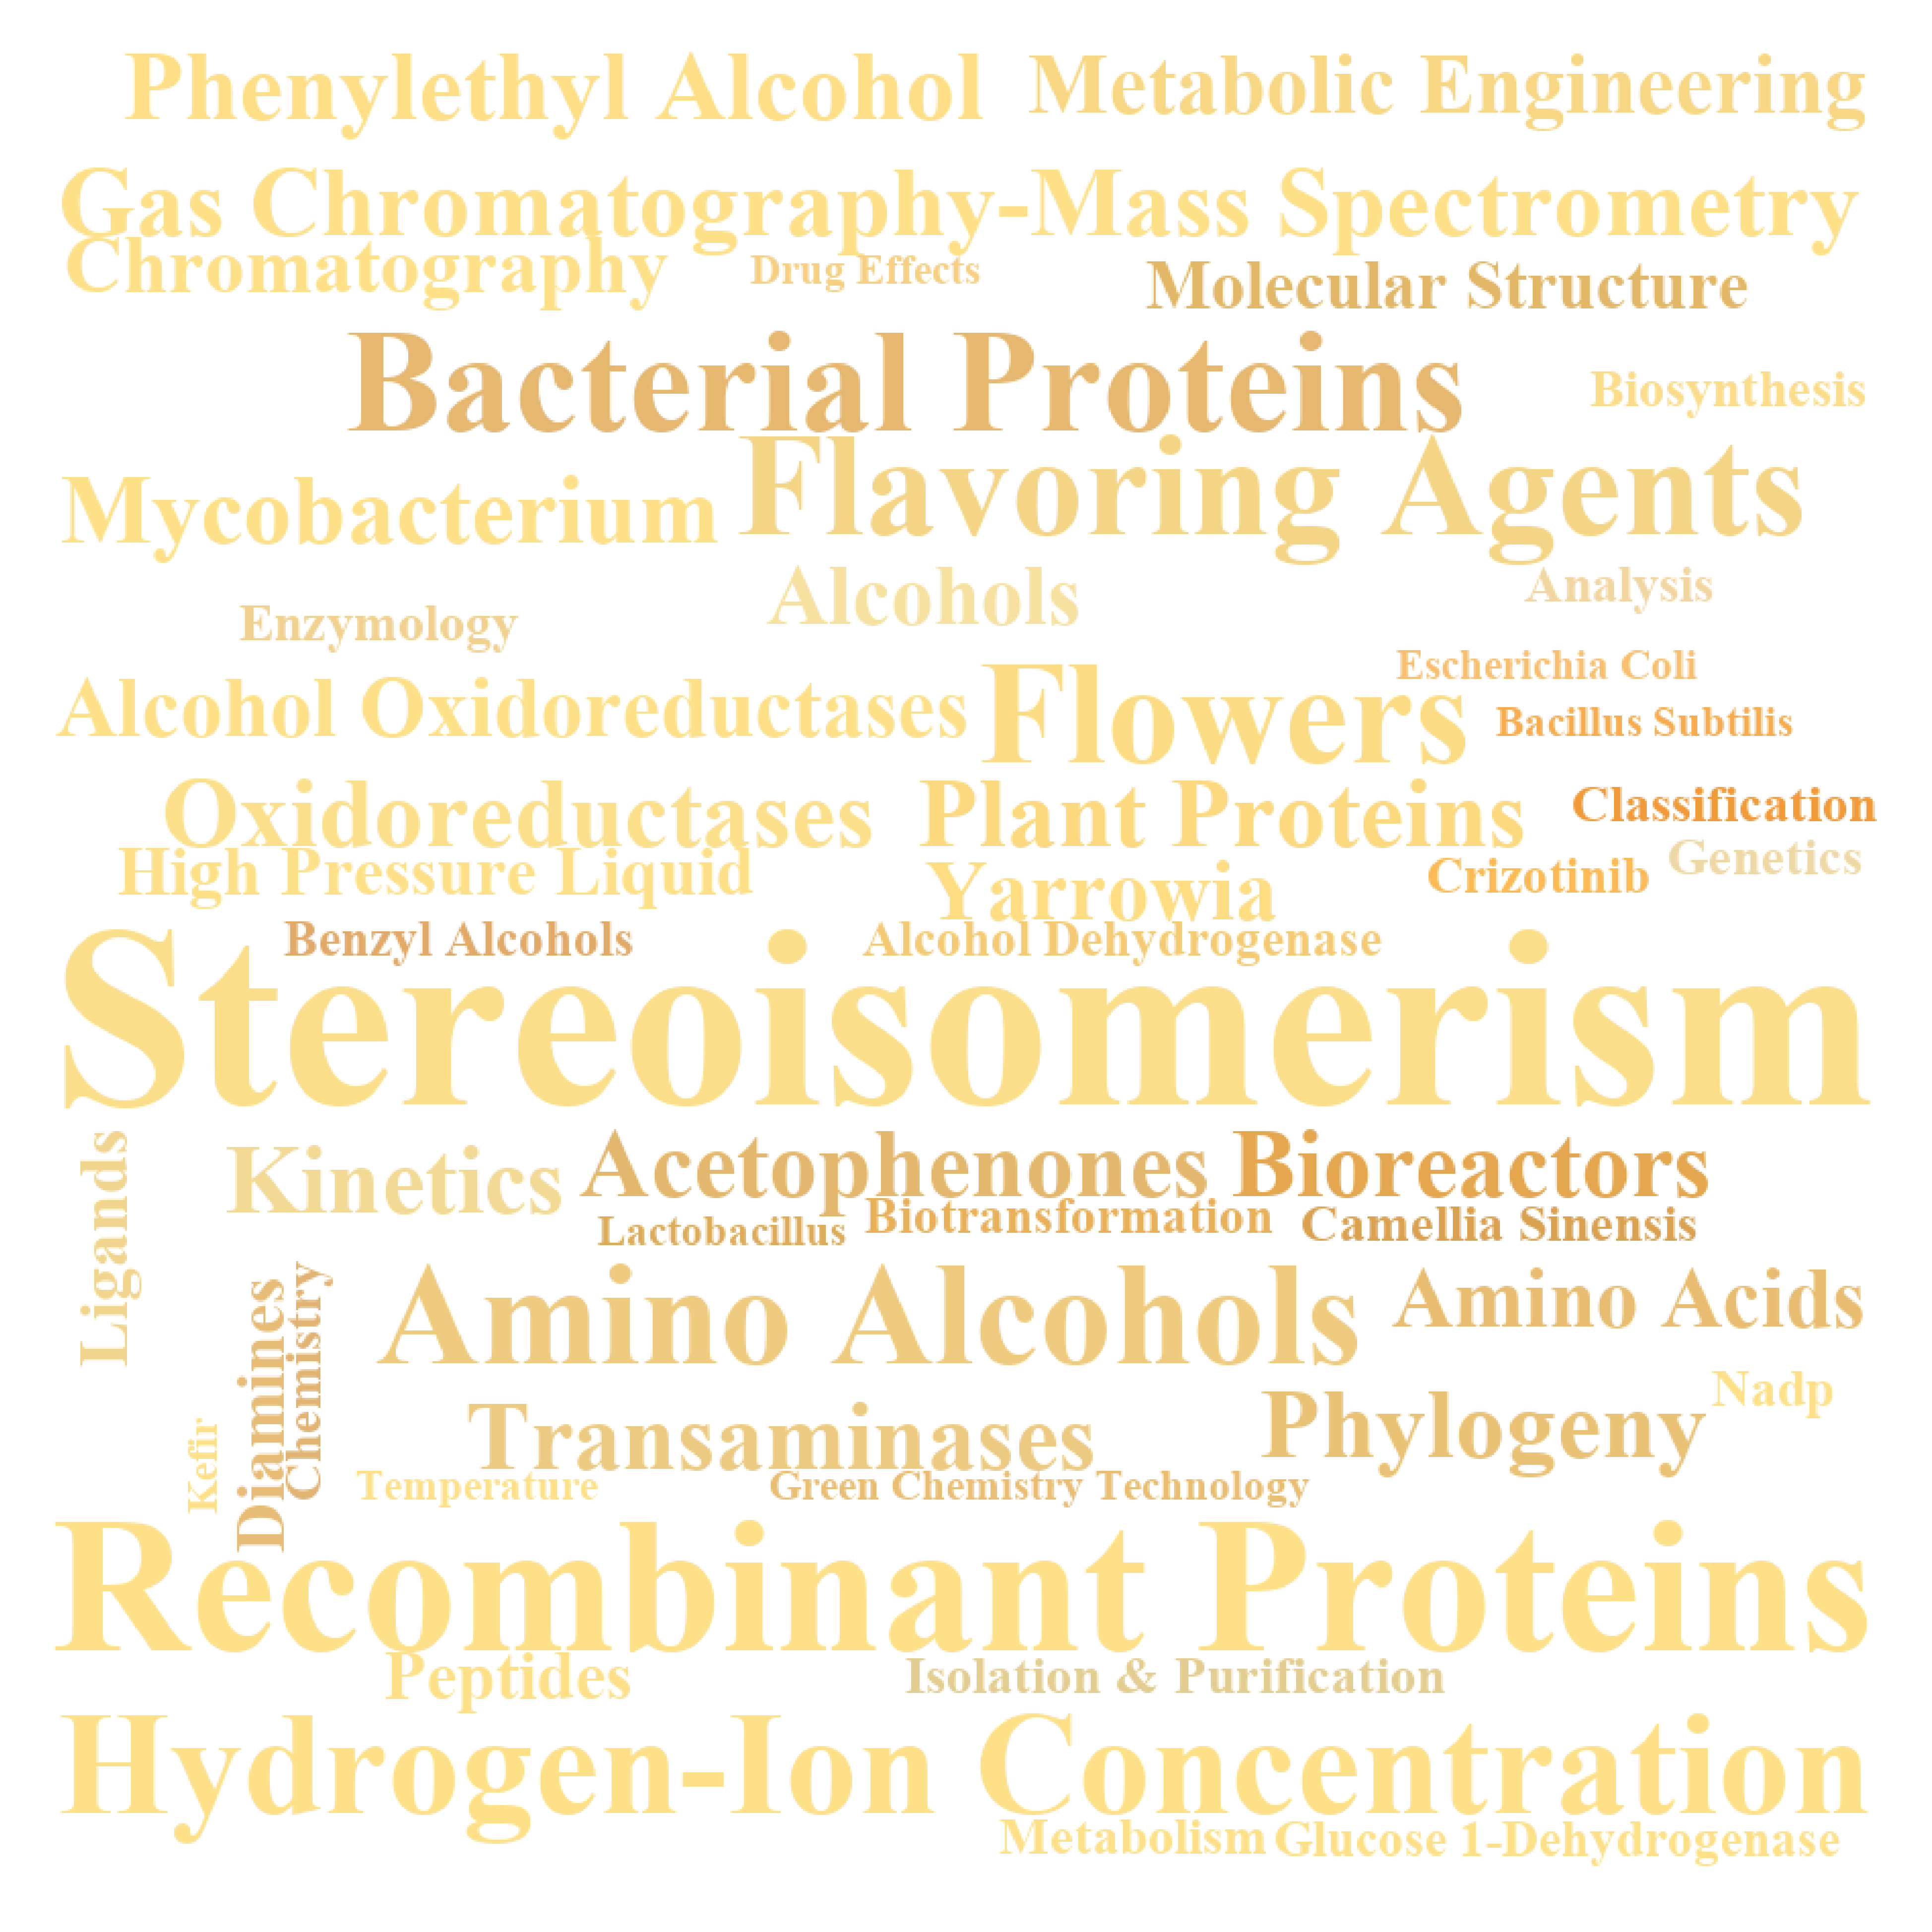 Phenylethyl Alcohol
Metabolic Engineering
Gas Chromatography-Mass Spectrometry
Chromatography
Drug Effects
Molecular Structure
Bacterial Proteins
Biosynthesis
Flavoring Agents
Mycobacterium
Alcohols
Analysis
Enzymology
Escherichia Coli
Alcohol Oxidoreductases
Flowers
Bacillus Subtilis
Oxidoreductases
Plant Proteins
Classification
High Pressure Liquid
Yarrowia
Crizotinib
Genetics
Benzyl Alcohols
Alcohol Dehydrogenase
Stereoisomerism
Ligands
Kinetics
Acetophenones
Bioreactors
Lactobacillus
Biotransformation
Camellia Sinensis
Diamines
Chemistry
Amino Alcohols
Amino Acids
Kefir
Transaminases
Phylogeny
Nadp
Temperature
Green Chemistry Technology
Recombinant Proteins
Peptides
Isolation & Purification
Hydrogen-Ion Concentration
Metabolism
Glucose 1-Dehydrogenase